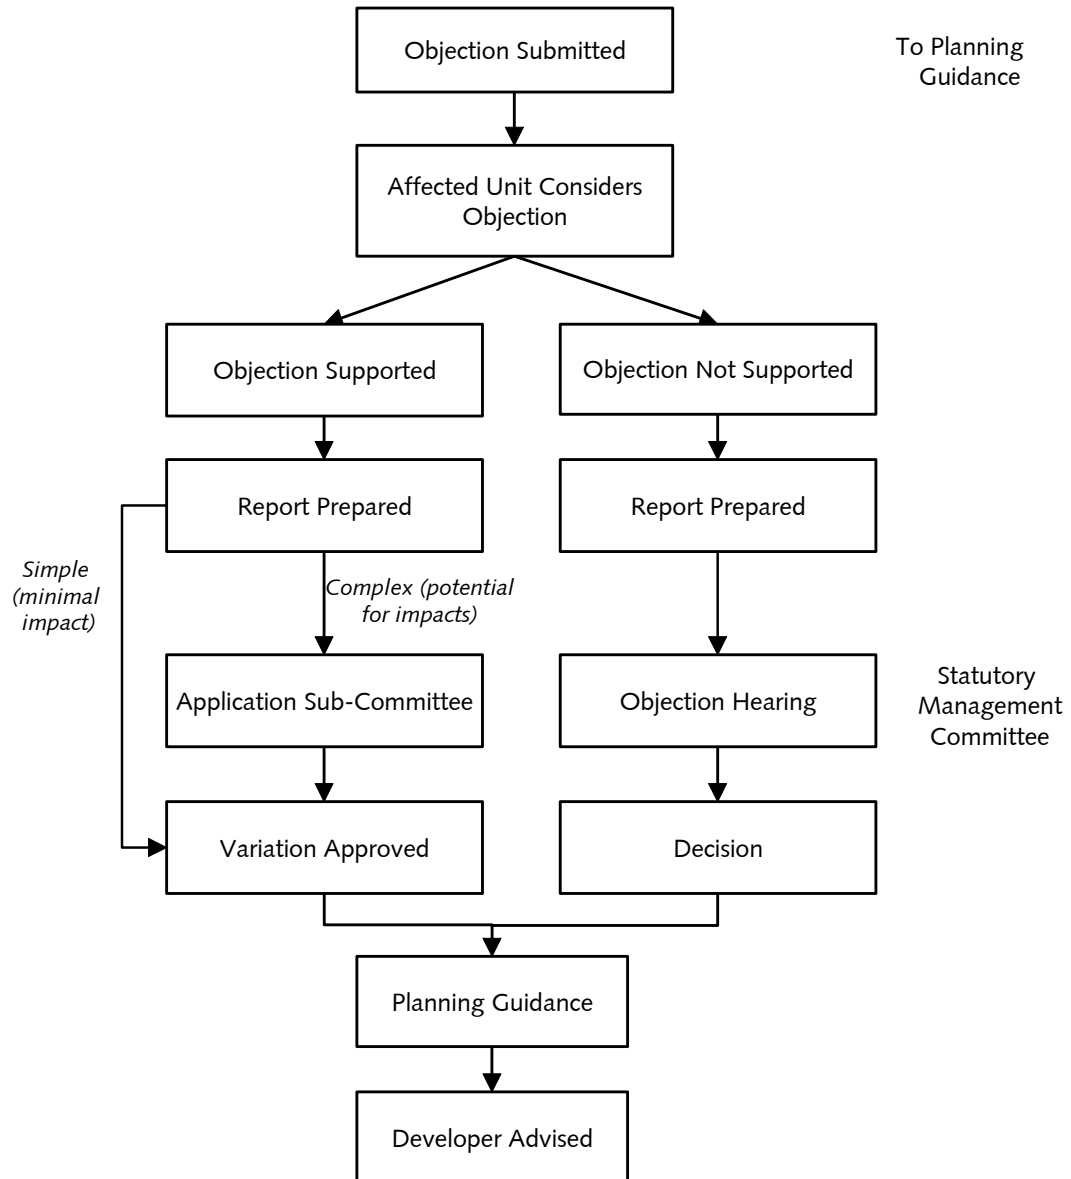 Objection Submitted
To Planning
Guidance
Affected Unit Considers
Objection
Objection Supported
Objection Not Supported
Report Prepared
Report Prepared
Simple
(minimal
impact)
Complex (potential
for impacts)
Application Sub-Committee
Objection Hearing
Statutory
Management
Committee
Variation Approved
Decision
Planning Guidance
Developer Advised